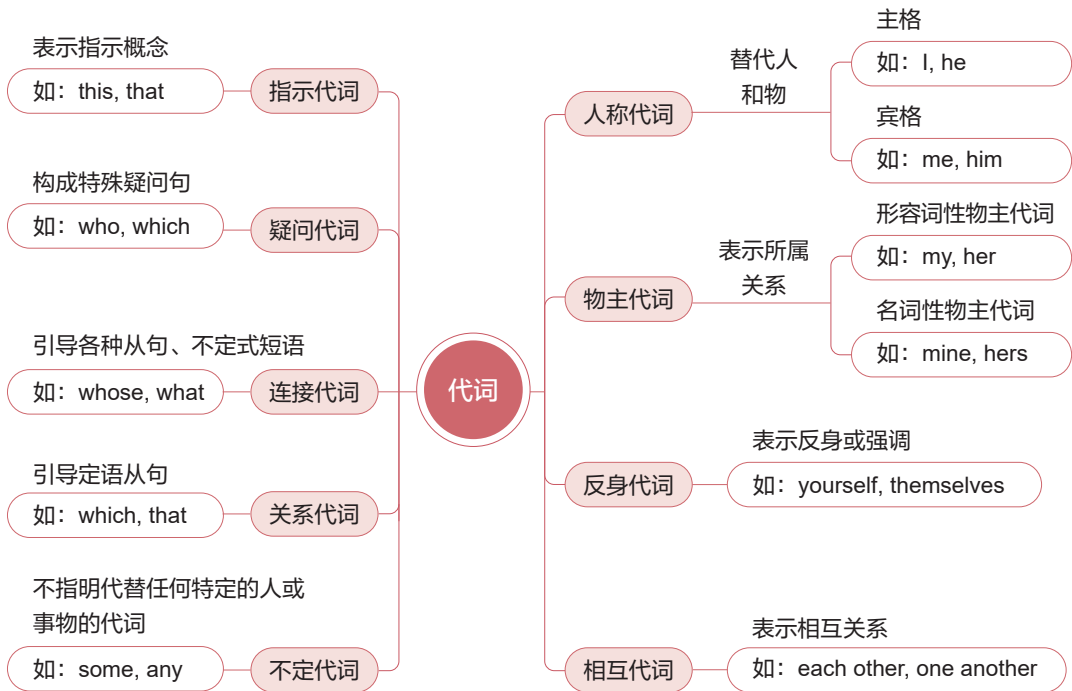 代词
表示指示概念
如：this, that
指示代词
构成特殊疑问句
如：who, which
疑问代词
引导各种从句、不定式短语
如：whose, what
连接代词
引导定语从句
如：which, that
关系代词
不指明代替任何特定的人或
事物的代词
如：some, any
不定代词
人称代词
替代人
和物
主格
如：I, he
宾格
如：me, him
物主代词
表示所属
关系
形容词性物主代词
如：my, her
名词性物主代词
如：mine, hers
反身代词
表示反身或强调
如：yourself, themselves
相互代词
表示相互关系
如：each other, one another